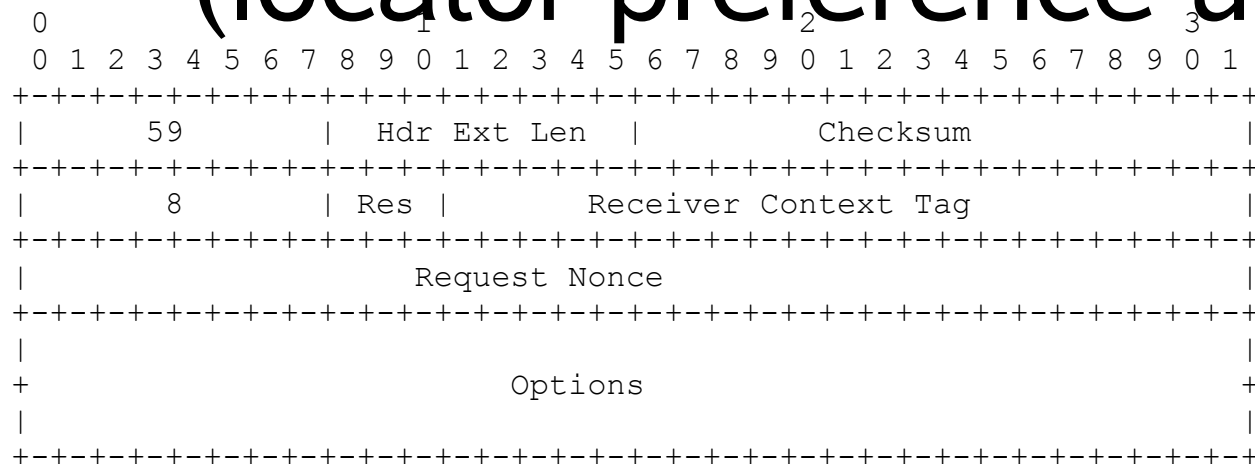 (locator preference u
 0                   1                   2                   3
 0 1 2 3 4 5 6 7 8 9 0 1 2 3 4 5 6 7 8 9 0 1 2 3 4 5 6 7 8 9 0 1
+-+-+-+-+-+-+-+-+-+-+-+-+-+-+-+-+-+-+-+-+-+-+-+-+-+-+-+-+-+-+-+-+
|      59       |  Hdr Ext Len  |         Checksum              |
+-+-+-+-+-+-+-+-+-+-+-+-+-+-+-+-+-+-+-+-+-+-+-+-+-+-+-+-+-+-+-+-+
|       8       | Res |       Receiver Context Tag              |
+-+-+-+-+-+-+-+-+-+-+-+-+-+-+-+-+-+-+-+-+-+-+-+-+-+-+-+-+-+-+-+-+
|                    Request Nonce                              |
+-+-+-+-+-+-+-+-+-+-+-+-+-+-+-+-+-+-+-+-+-+-+-+-+-+-+-+-+-+-+-+-+
|                                                               |
+                         Options                               +
|                                                               |
+-+-+-+-+-+-+-+-+-+-+-+-+-+-+-+-+-+-+-+-+-+-+-+-+-+-+-+-+-+-+-+-+